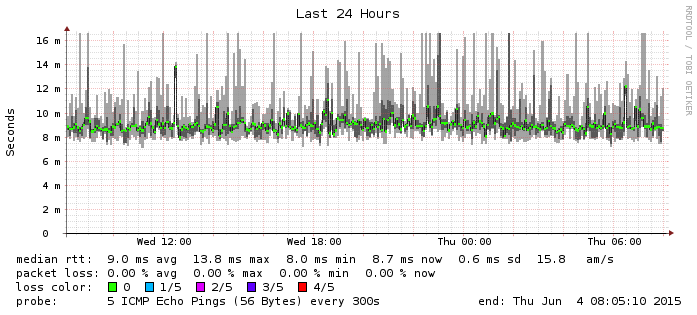 Last 24 Hours
RRDTOOL / TOBI OETIKER
Seconds
16 m
14 m
12 m
10 m
8 m
6 m
4 m
2 m
0
Wed 12:00 Wed 18:00 Thu 00:00 Thu 06:00
median rtt: 9.0 ms avg 13.8 ms max 8.0 ms min 8.7 ms now 0.6 ms sd 15.8 am/s
packet loss: 0.00 % avg 0.00 % max 0.00 % min 0.00 % now
loss color: 0 1/5 2/5 3/5 4/5
probe: 5 ICMP Echo Pings (56 Bytes) every 300s end: Thu Jun 4 08:05:10 2015